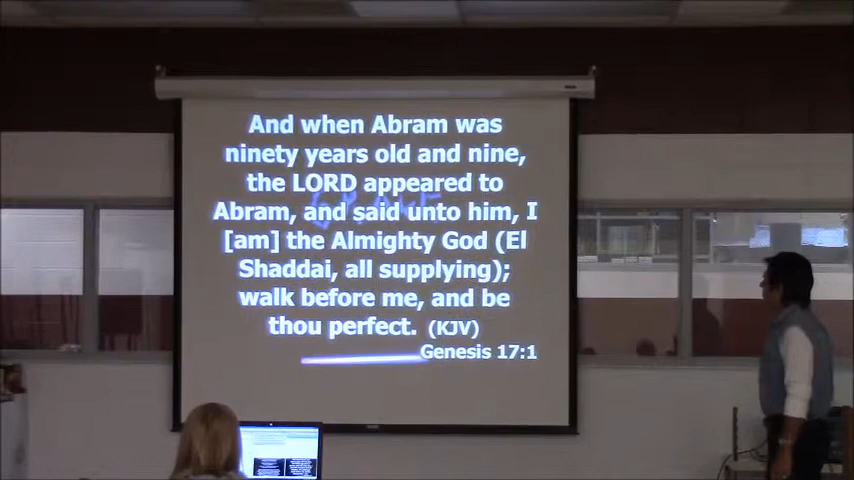 And when Abram was
ninety years old and nine,
the LORD appeared to
Abram, and said unto him, I
[am] the Almighty God (El
Shaddai, all supplying);
walk before me, and be
thou perfect. (KJV)
Genesis 17:1